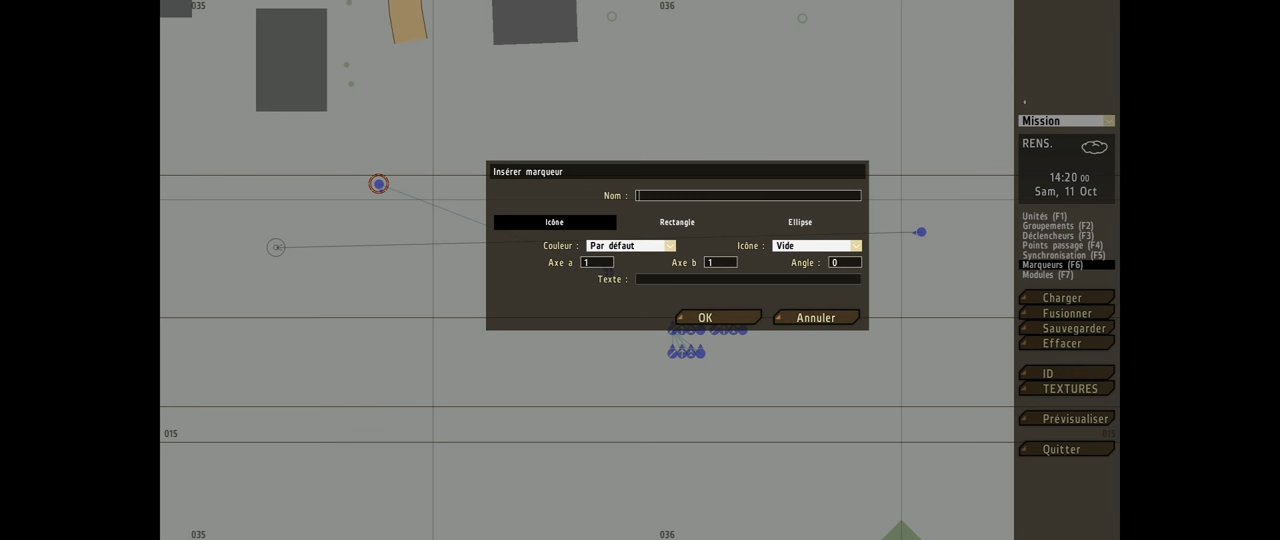 035
036
Mission
RENS.
14:20 00
Sam, 11 Oct
Insérer marqueur
Nom :
Icône
Rectangle
Ellipse
Couleur :
Par défaut
Icône :
Vide
Axe a
1
Axe b
1
Angle :
0
Texte :
OK
Annuler
Unités (F1)
Groupements (F2)
Déclencheurs (F3)
Points passage (F4)
Synchronisation (F5)
Marqueurs (F6)
Modules (F7)
Charger
Fusionner
Sauvegarder
Effacer
ID
TEXTURES
Prévisualiser
015
015
Quitter
035
036